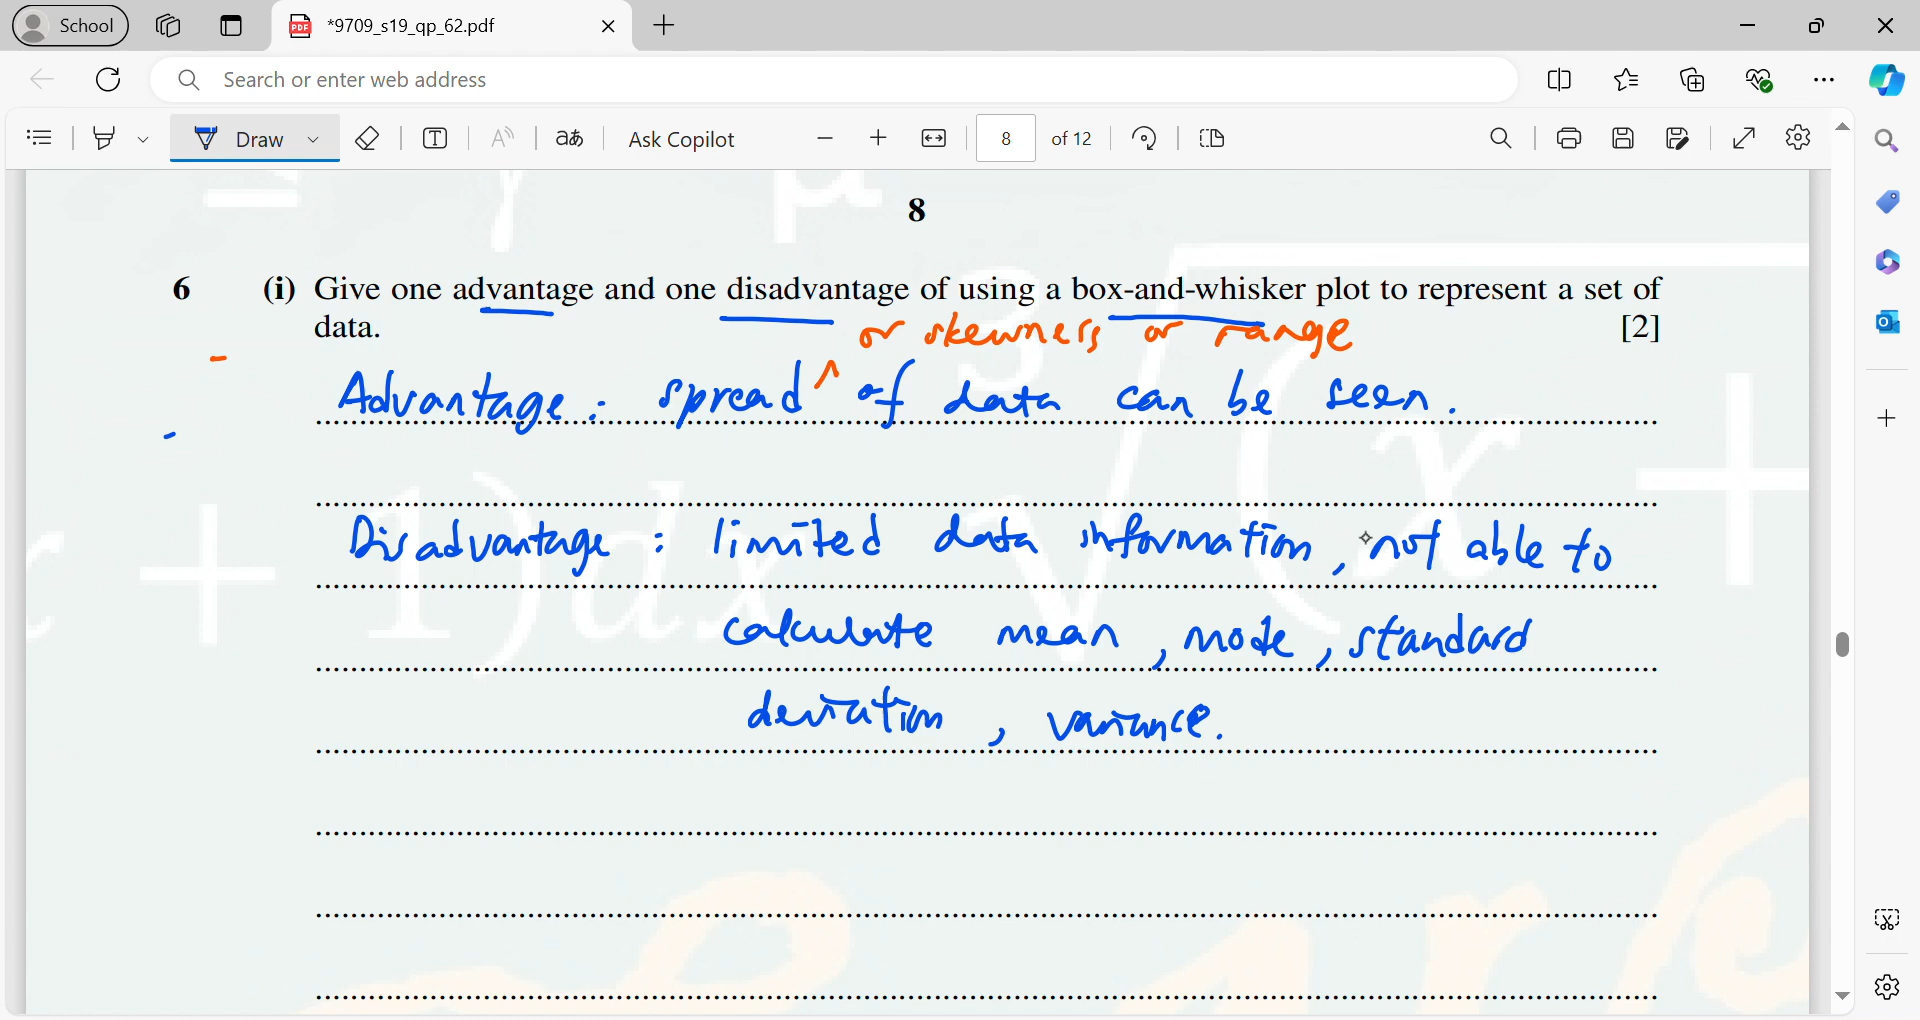 School
*9709_s19_qp_62.pdf
Search or enter web address
Draw
T
A
aあ
Ask Copilot
8
of 12
8
6 (i) Give one advantage and one disadvantage of using a box-and-whisker plot to represent a set of
data. [2]
or skewness or range
Advantage : spread ^ of data can be seen.
Disadvantage : limited data information, not able to
calculate mean, mode, standard
deviation, variance.